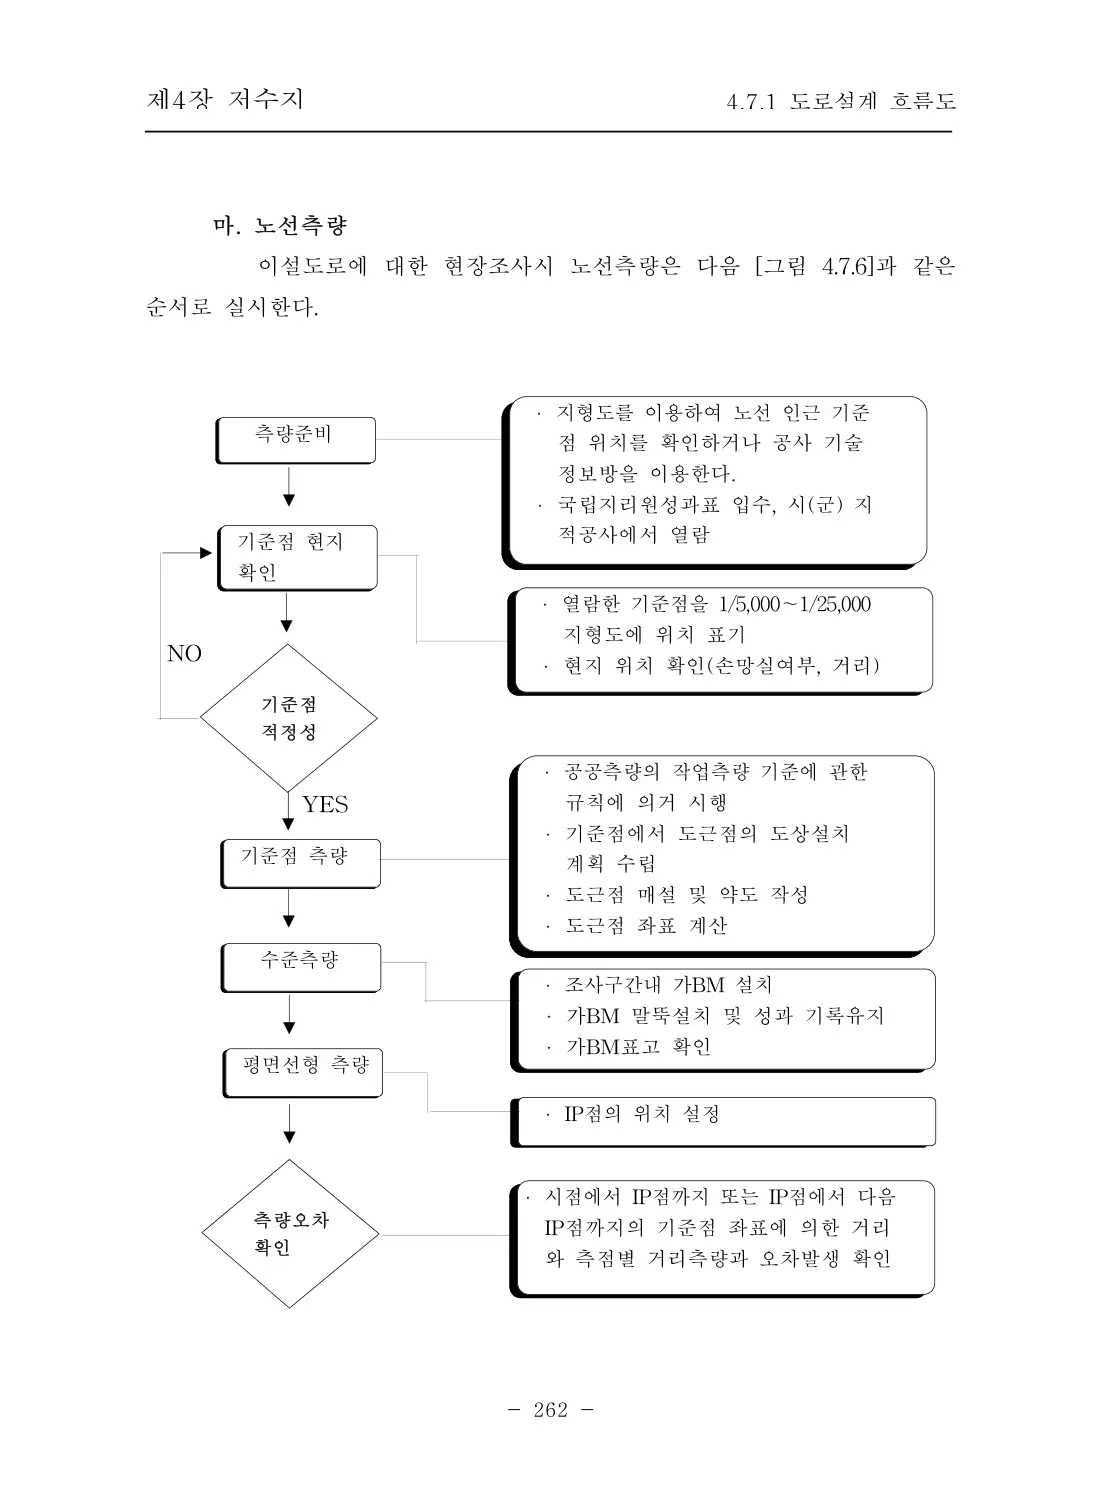 제4장 저수지
4.7.1 도로설계 흐름도
마. 노선측량
이설도로에 대한 현장조사시 노선측량은 다음 [그림 4.7.6]과 같은
순서로 실시한다.
측량준비
· 지형도를 이용하여 노선 인근 기준
점 위치를 확인하거나 공사 기술
정보방을 이용한다.
· 국립지리원성과표 입수, 시(군) 지
적공사에서 열람
기준점 현지
확인
· 열람한 기준점을 1/5,000~1/25,000
지형도에 위치 표기
· 현지 위치 확인(손망실여부, 거리)
NO
기준점
적정성
YES
기준점 측량
· 공공측량의 작업측량 기준에 관한
규칙에 의거 시행
· 기준점에서 도근점의 도상설치
계획 수립
· 도근점 매설 및 약도 작성
· 도근점 좌표 계산
수준측량
· 조사구간내 가BM 설치
· 가BM 말뚝설치 및 성과 기록유지
· 가BM표고 확인
평면선형 측량
· IP점의 위치 설정
측량오차
확인
· 시점에서 IP점까지 또는 IP점에서 다음
IP점까지의 기준점 좌표에 의한 거리
와 측점별 거리측량과 오차발생 확인
- 262 -